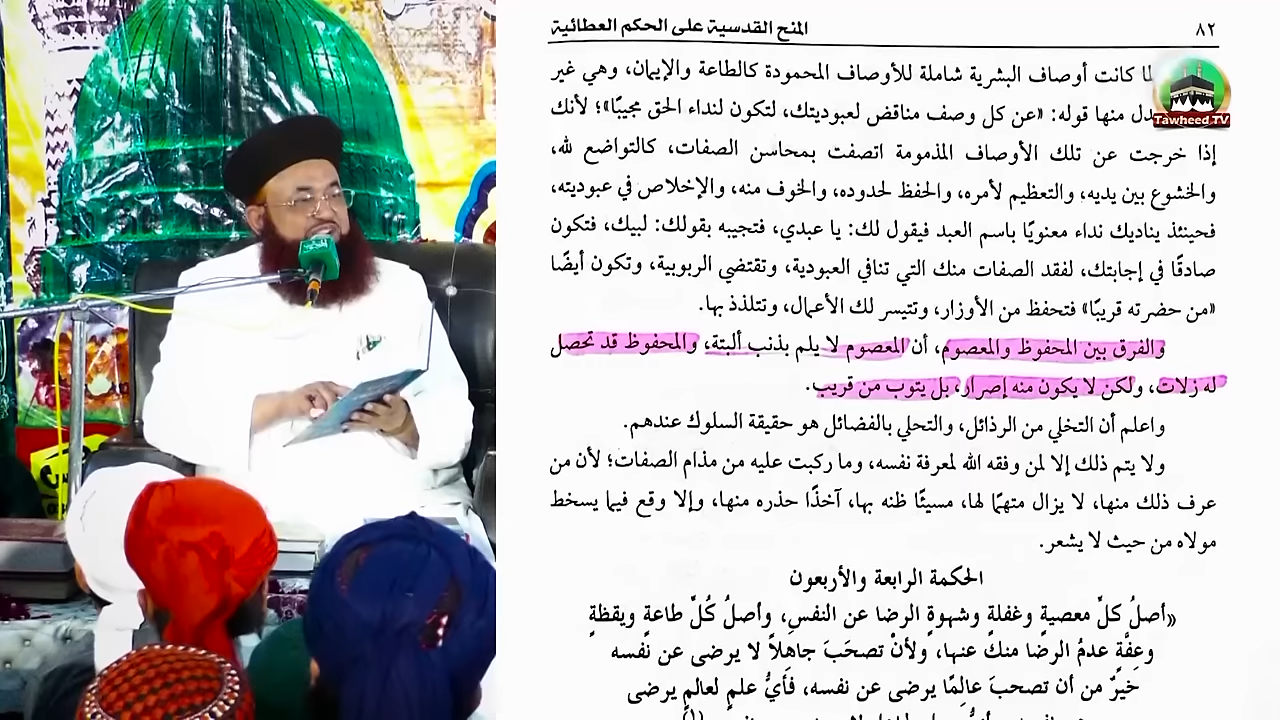 المنح القدسية على الحكم العطائية
٨٢
لما كانت أوصاف البشرية شاملة للأوصاف المحمودة كالطاعة والإيمان، وهي غير
منها قوله: «عن كل وصف مناقض لعبوديتك، لتكون لنداء الحق مجيبًا»؛ لأنك
إذا خرجت عن تلك الأوصاف المذمومة اتصفت بمحاسن الصفات، كالتواضع لله،
والخشوع بين يديه، والتعظيم لأمره، والحفظ لحدوده، والخوف منه، والإخلاص في عبوديته،
فحينئذ يناديك نداء معنويًا باسم العبد فيقول لك: يا عبدي، فتجيبه بقولك: لبيك، فتكون
صادقًا في إجابتك، لفقد الصفات منك التي تنافي العبودية، وتقتضي الربوبية، وتكون أيضًا
«من حضرته قريبًا» فتحفظ من الأوزار، وتتيسر لك الأعمال، وتتلذذ بها.
والفرق بين المحفوظ والمعصوم، أن المعصوم لا يلم بذنب ألبتة، والمحفوظ قد تحصل
له زلات، ولكن لا يكون منه إصرار، بل يتوب من قريب.
واعلم أن التخلي من الرذائل، والتحلي بالفضائل هو حقيقة السلوك عندهم.
ولا يتم ذلك إلا لمن وفقه الله لمعرفة نفسه، وما ركبت عليه من مذام الصفات؛ لأن من
عرف ذلك منها، لا يزال متهمًا لها، مسيئًا ظنه بها، آخذًا حذره منها، وإلا وقع فيما يسخط
مولاه من حيث لا يشعر.
الحكمة الرابعة والأربعون
«أصلُ كلِّ معصيةٍ وغفلةٍ وشهوةٍ الرضا عن النفسِ، وأصلُ كُلِّ طاعةٍ ويقظةٍ
وعِفَّةٍ عدمُ الرضا منكَ عنها، ولأنْ تصحَبَ جاهِلاً لا يرضى عن نفسه
خيرٌ من أن تصحبَ عالِمًا يرضى عن نفسه، فأيُّ علمٍ لعالمٍ يرضى
Tawheed TV